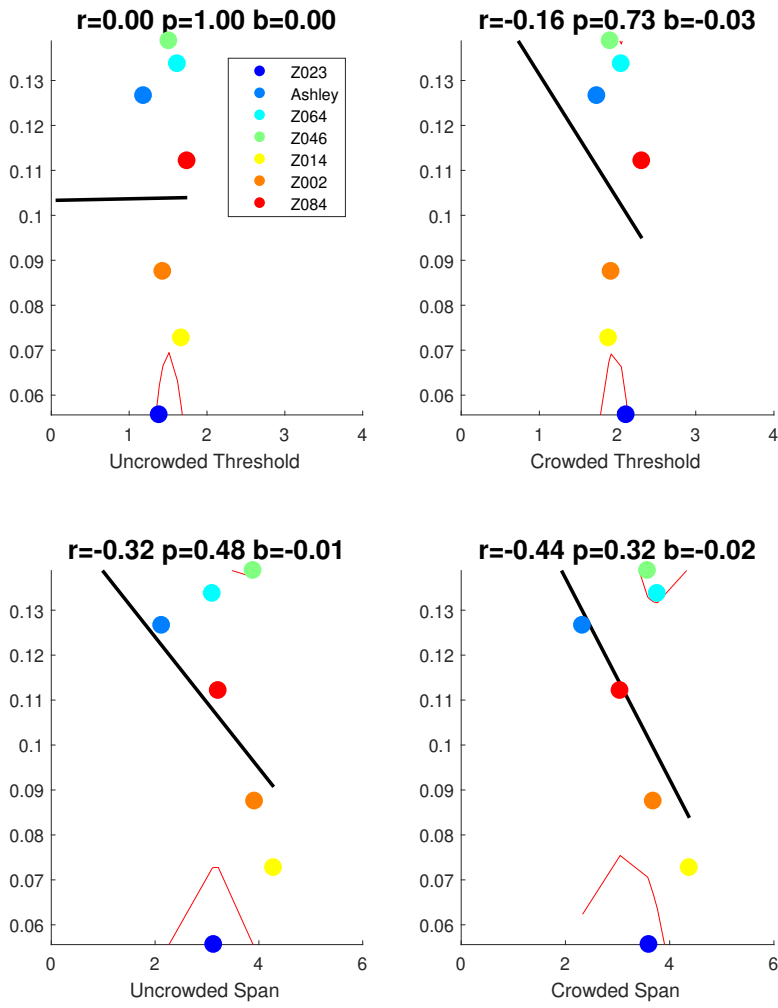 r=0.00 p=1.00 b=0.00
0.13
0.12
0.11
0.1
0.09
0.08
0.07
0.06
0 1 2 3 4
Uncrowded Threshold
Z023
Ashley
Z064
Z046
Z014
Z002
Z084
r=-0.16 p=0.73 b=-0.03
0.13
0.12
0.11
0.1
0.09
0.08
0.07
0.06
0 1 2 3 4
Crowded Threshold
r=-0.32 p=0.48 b=-0.01
0.13
0.12
0.11
0.1
0.09
0.08
0.07
0.06
0 2 4 6
Uncrowded Span
r=-0.44 p=0.32 b=-0.02
0.13
0.12
0.11
0.1
0.09
0.08
0.07
0.06
0 2 4 6
Crowded Span